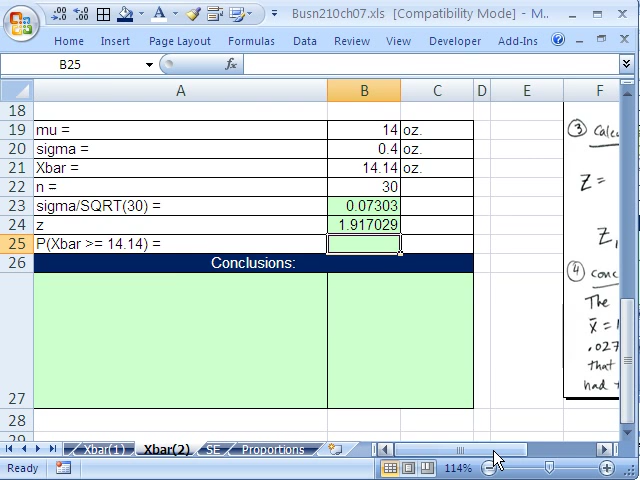 Busn210ch07.xls [Compatibility Mode] - M..
Home Insert Page Layout Formulas Data Review View Developer Add-Ins
B25 fx
A B C D E F
18
19 mu = 14 oz.
20 sigma = 0.4 oz.
21 Xbar = 14.14 oz.
22 n = 30
23 sigma/SQRT(30) = 0.07303
24 z 1.917029
25 P(Xbar >= 14.14) =
26 Conclusions:
27
28
29
③ Calcu
Z =
Z
④ conc
The
x̄ = 1
.027
that
had t
Xbar(1) Xbar(2) SE Proportions
Ready 114%